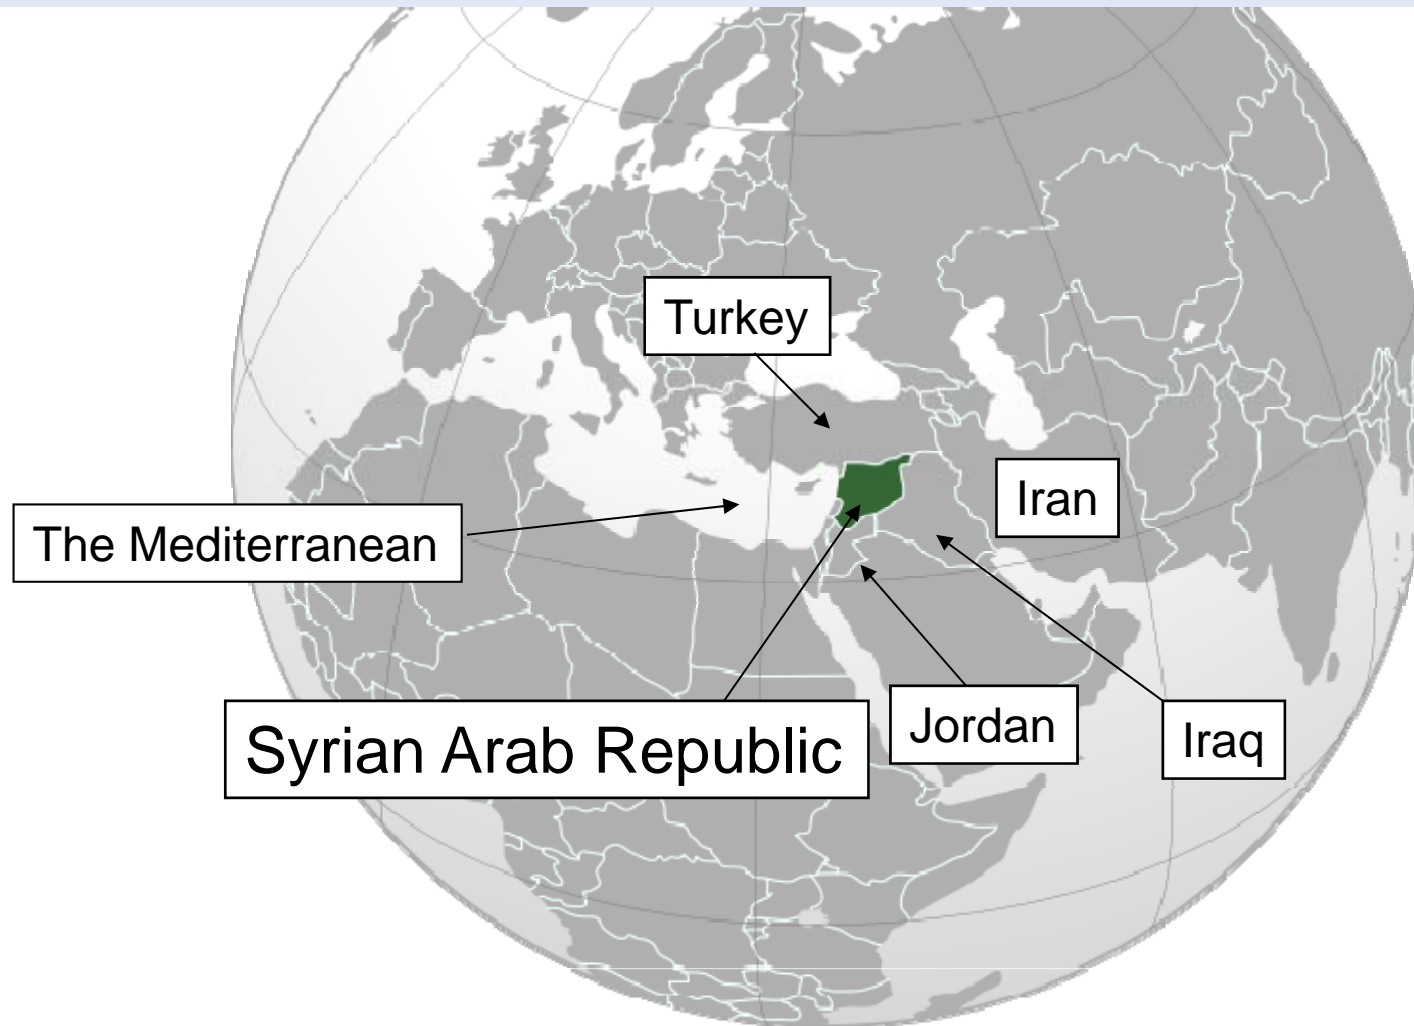 Turkey
Iran
The Mediterranean
Syrian Arab Republic
Jordan
Iraq